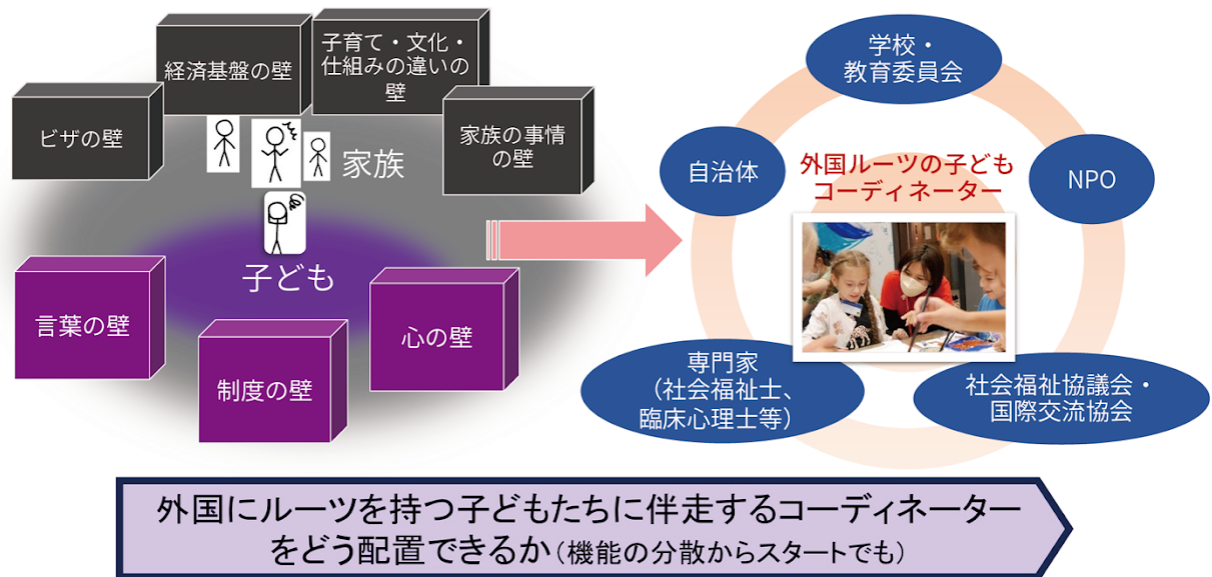 経済基盤の壁
子育て・文化・
仕組みの違いの
壁
ビザの壁
家族の事情
の壁
家族
子ども
言葉の壁
制度の壁
心の壁
学校・
教育委員会
自治体
外国ルーツの子ども
コーディネーター
NPO
専門家
（社会福祉士、
臨床心理士等）
社会福祉協議会・
国際交流協会
外国にルーツを持つ子どもたちに伴走するコーディネーター
をどう配置できるか（機能の分散からスタートでも）